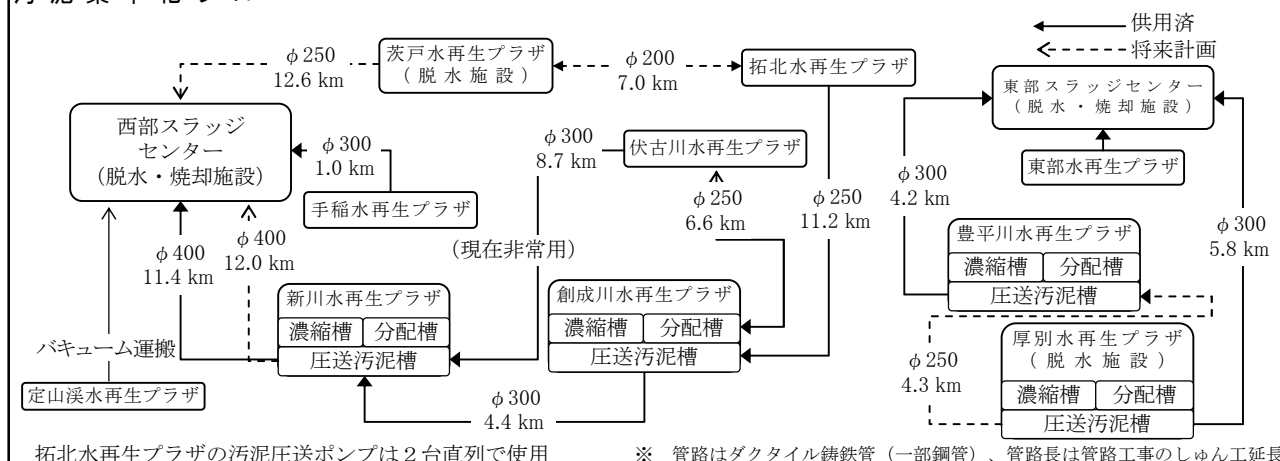 供用済
将来計画
φ250
12.6 km
茨戸水再生プラザ
（脱水施設）
φ200
7.0 km
拓北水再生プラザ
東部スラッジセンター
（脱水・焼却施設）
西部スラッジ
センター
（脱水・焼却施設）
φ300
1.0 km
手稲水再生プラザ
φ300
8.7 km
伏古川水再生プラザ
φ250
6.6 km
φ250
11.2 km
東部水再生プラザ
φ300
4.2 km
φ300
5.8 km
φ400
11.4 km
φ400
12.0 km
（現在非常用）
新川水再生プラザ
濃縮槽
分配槽
圧送汚泥槽
創成川水再生プラザ
濃縮槽
分配槽
圧送汚泥槽
豊平川水再生プラザ
濃縮槽
分配槽
圧送汚泥槽
厚別水再生プラザ
（脱水施設）
濃縮槽
分配槽
圧送汚泥槽
φ250
4.3 km
バキューム運搬
定山渓水再生プラザ
φ300
4.4 km
拓北水再生プラザの汚泥圧送ポンプは２台直列で使用
※　管路はダクタイル鋳鉄管（一部鋼管）、管路長は管路工事のしゅん工延長